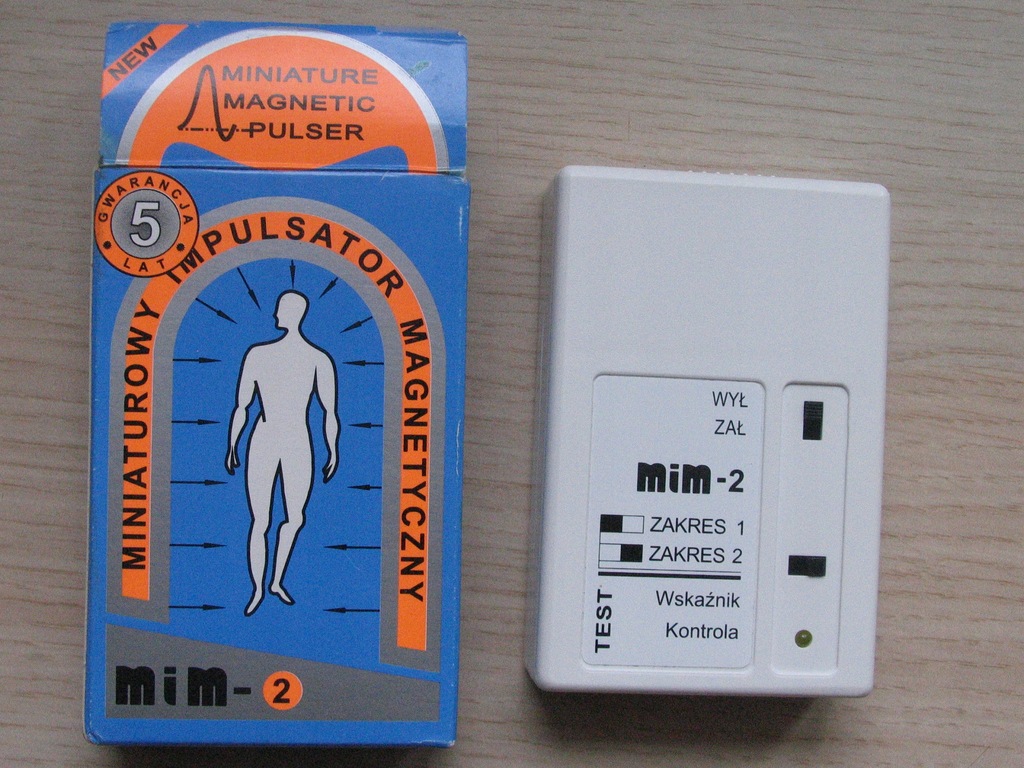 NEW
MINIATURE
MAGNETIC
PULSER
GWARANCJA
5
LAT
MINIATUROWY IMPULSATOR MAGNETYCZNY
miM-2
WYŁ
ZAŁ
miM-2
ZAKRES 1
ZAKRES 2
TEST
Wskaźnik
Kontrola